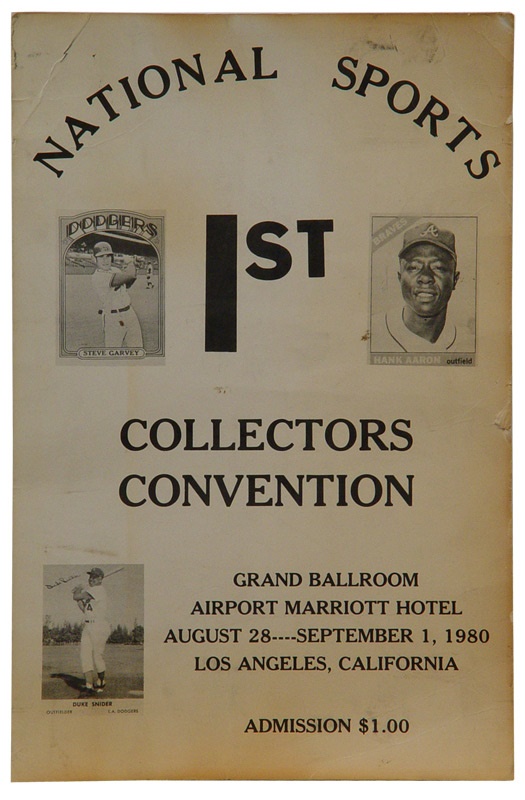 NATIONAL SPORTS
1ST
DODGERS
STEVE GARVEY
BRAVES
HANK AARON outfield
COLLECTORS
CONVENTION
GRAND BALLROOM
AIRPORT MARRIOTT HOTEL
AUGUST 28----SEPTEMBER 1, 1980
LOS ANGELES, CALIFORNIA
DUKE SNIDER
OUTFIELDER L.A. DODGERS
ADMISSION $1.00